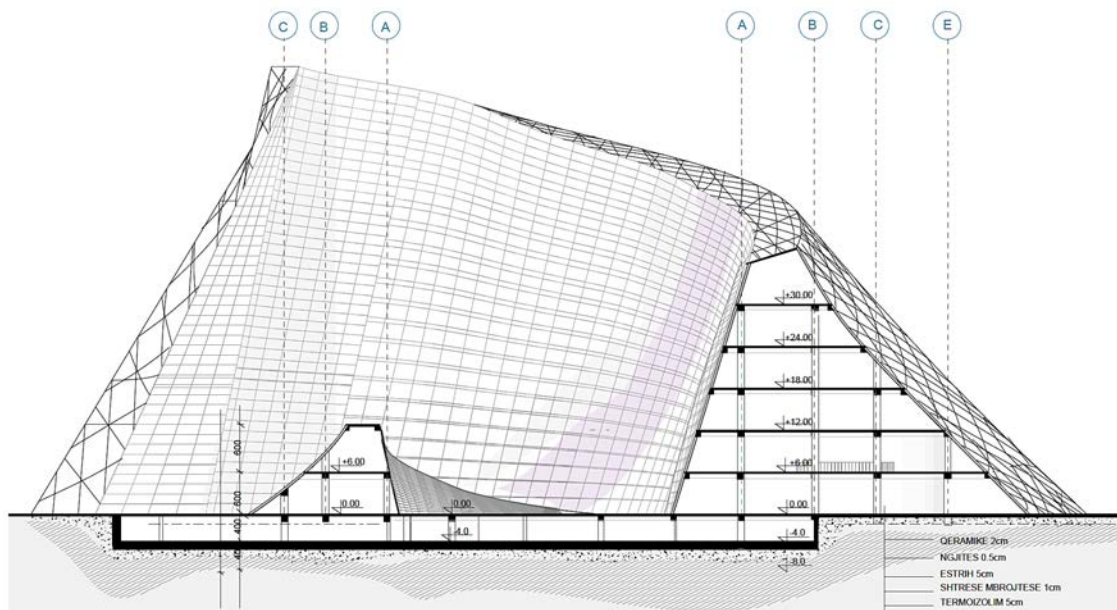 C B A A B C E
+30.00
+24.00
+18.00
+12.00
+6.00
+6.00
0.00
0.00
0.00
-4.0
-4.0
-8.0
600
600
400
QERAMIKE 2cm
NGJITES 0.5cm
ESTRIH 5cm
SHTRESE MBROJTESE 1cm
TERMOIZOLIM 5cm